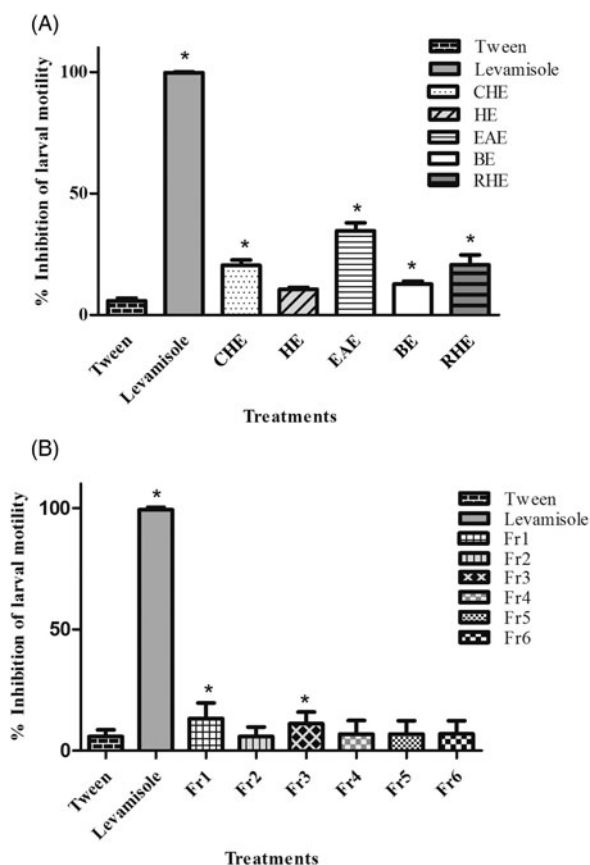 (A)
% Inhibition of larval motility
100
50
0
Tween
Levamisole
CHE
HE
EAE
BE
RHE
*
*
*
*
*
Tween
Levamisole
CHE
HE
EAE
BE
RHE
Treatments
(B)
% Inhibition of larval motility
100
50
0
Tween
Levamisole
Fr1
Fr2
Fr3
Fr4
Fr5
Fr6
*
*
*
Tween
Levamisole
Fr1
Fr2
Fr3
Fr4
Fr5
Fr6
Treatments